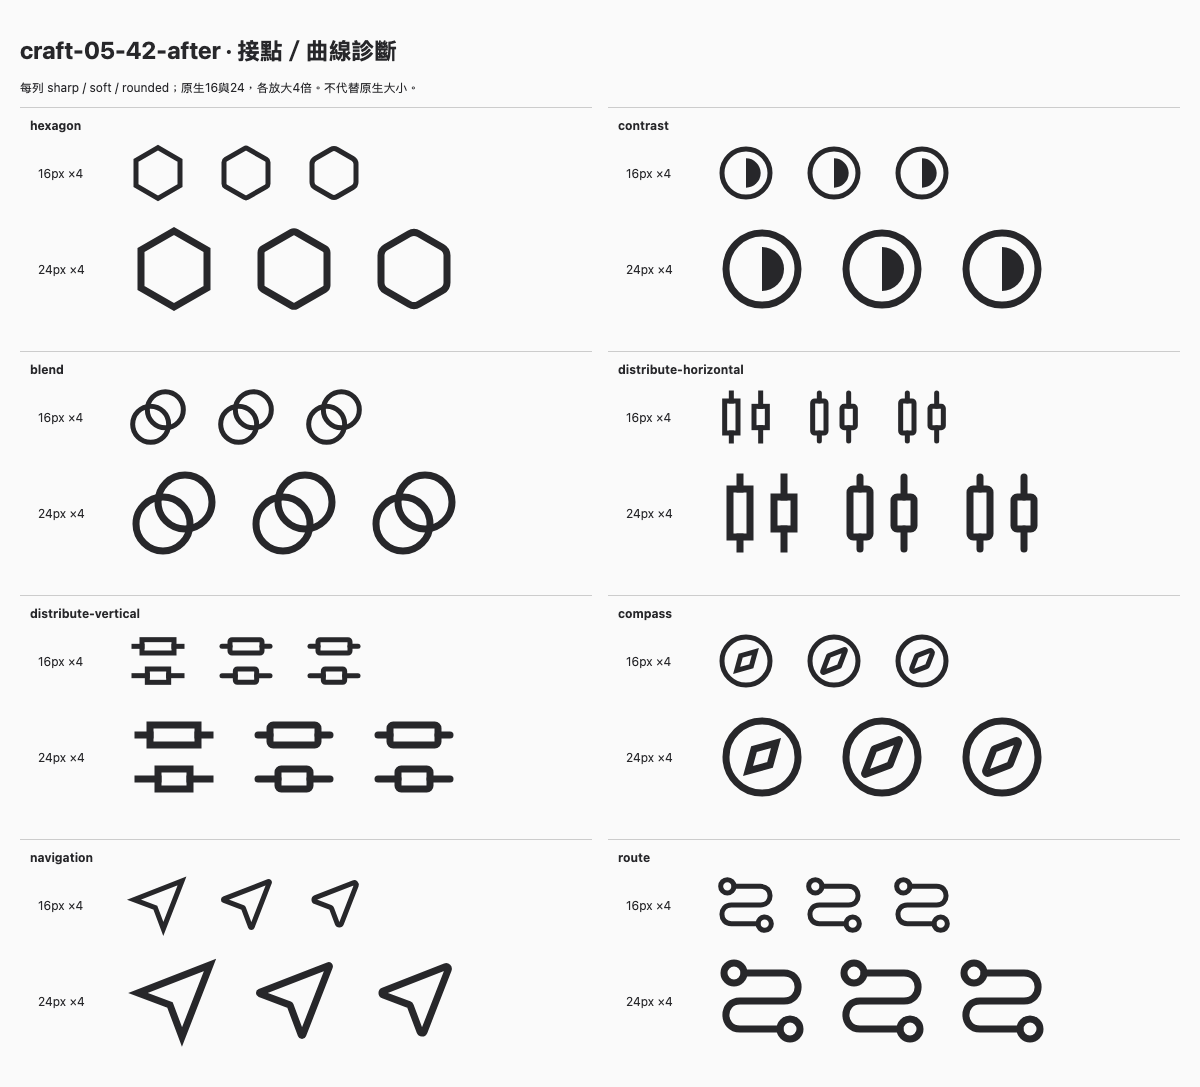 craft-05-42-after · 接點 / 曲線診斷
每列 sharp / soft / rounded；原生16與24，各放大4倍。不代替原生大小。
hexagon
16px ×4
24px ×4
contrast
16px ×4
24px ×4
blend
16px ×4
24px ×4
distribute-horizontal
16px ×4
24px ×4
distribute-vertical
16px ×4
24px ×4
compass
16px ×4
24px ×4
navigation
16px ×4
24px ×4
route
16px ×4
24px ×4